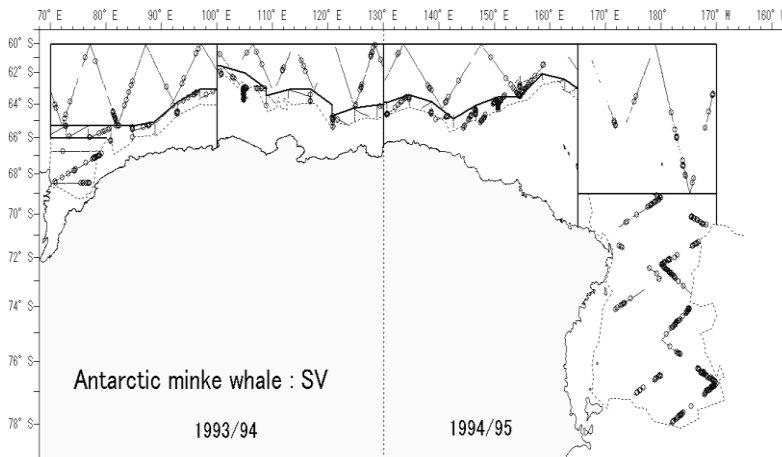 70° E 80° E 90° E 100° E 110° E 120° E 130° E 140° E 150° E 160° E 170° E 180° E 170° W 160° W
60° S
62° S
64° S
66° S
68° S
70° S
72° S
74° S
76° S
Antarctic minke whale : SV
78° S
1993/94 1994/95